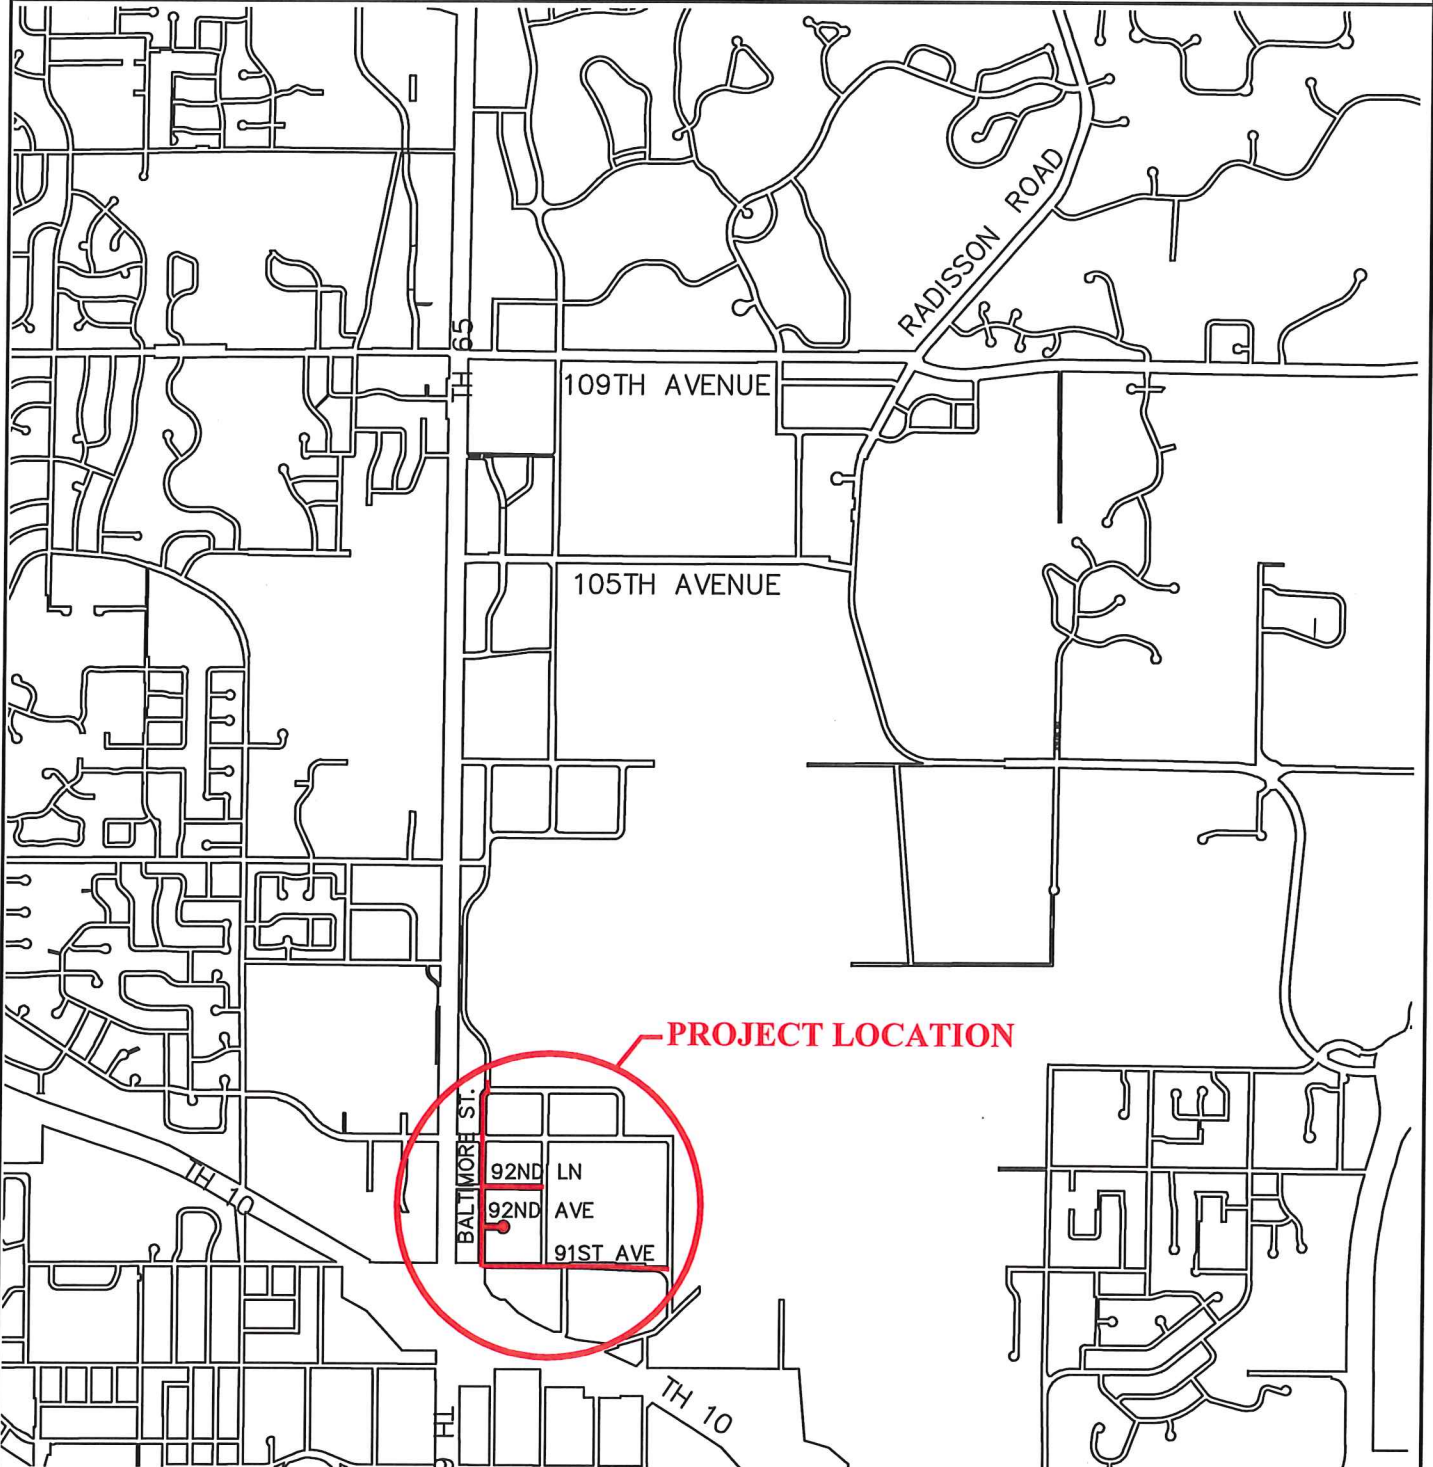 RADISSON ROAD
TH 65
109TH AVENUE
105TH AVENUE
PROJECT LOCATION
BALTIMORE ST.
92ND LN
92ND AVE
91ST AVE
TH 10
TH 10
TH